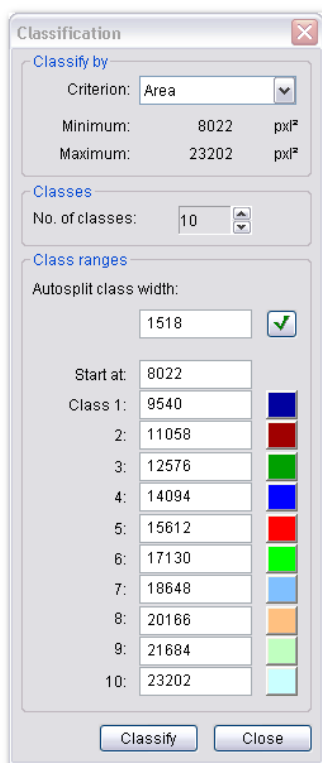 Classification
Classify by
Criterion: Area
Minimum: 8022 pxl²
Maximum: 23202 pxl²
Classes
No. of classes: 10
Class ranges
Autosplit class width:
1518
Start at: 8022
Class 1: 9540
2: 11058
3: 12576
4: 14094
5: 15612
6: 17130
7: 18648
8: 20166
9: 21684
10: 23202
Classify Close